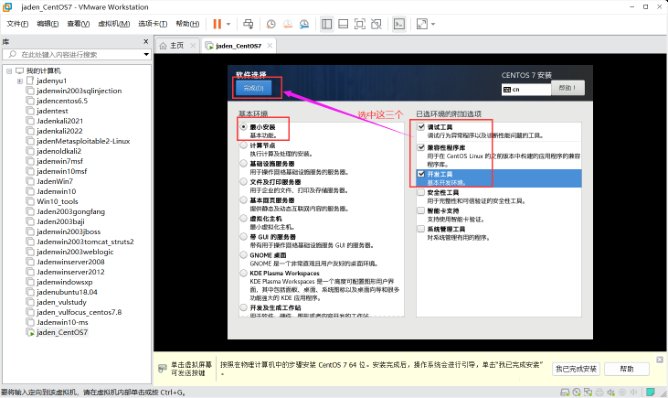 jaden_CentOS7 - VMware Workstation
文件(F) 编辑(E) 查看(V) 虚拟机(M) 选项卡(T) 帮助(H)
库
在此处键入内容进行搜索
我的计算机
jadenyu1
jadenwin2003sqlinjection
jadencentos6.5
jadentest
Jadenkali2021
jadenkali2022
jadenMetasploitable2-Linux
jadenoldkali2
jadenwin7msf
jadenwin10msf
JadenWin7
jadenwin10
Win10_tools
Jaden2003gongfang
Jaden2003baji
jadenwin2003jboss
jadenwin2003tomcat_struts2
jadenwin2003weblogic
Jadenwinserver2008
Jadenwinserver2012
jadenwindowsxp
jadenubuntu18.04
jaden_vulstudy
jaden_vulfocus_centos7.8
Jadenwin10-ms
jaden_CentOS7
主页
jaden_CentOS7
软件选择
完成(D)
CENTOS 7 安装
cn
帮助！
选中这三个
基本环境
最小安装
基本功能。
计算节点
执行计算及处理的安装。
基础设施服务器
用于操作网络基础设施服务的服务器。
文件及打印服务器
用于企业的文件、打印及存储服务器。
基本网页服务器
提供静态及动态互联网内容的服务器。
虚拟化主机
最小虚拟化主机。
带 GUI 的服务器
带有用于操作网络基础设施服务 GUI 的服务器。
GNOME 桌面
GNOME 是一个非常直观且用户友好的桌面环境。
KDE Plasma Workspaces
KDE Plasma Workspaces 是一个高度可配置图形用户界
面，其中包括面板、桌面、系统图标以及桌面向导和很多
功能强大的 KDE 应用程序。
开发及生成工作站
已选环境的附加选项
调试工具
调试行为异常程序以及诊断性能问题的工具。
兼容性程序库
用于在 CentOS Linux 的之前版本中构建的应用程序的兼容
程序库。
开发工具
基本开发环境。
安全性工具
用于完整性和可信验证的安全性工具。
智能卡支持
支持使用智能卡验证。
系统管理工具
对系统管理有用的程序。
单击虚拟屏幕
可发送按键
按照在物理计算机中的步骤安装 CentOS 7 64 位。安装完成后，操作系统会进行引导，单击“我已完成安装”
。
我已完成安装
帮助
要将输入定向到该虚拟机，请在虚拟机内部单击或按 Ctrl+G。